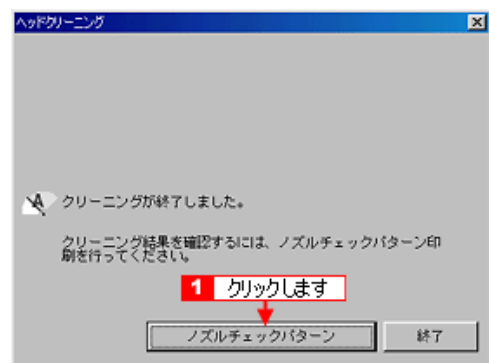 ヘッドクリーニング
クリーニングが終了しました。
クリーニング結果を確認するには、ノズルチェックパターン印
刷を行ってください。
1 クリックします
ノズルチェックパターン 終了